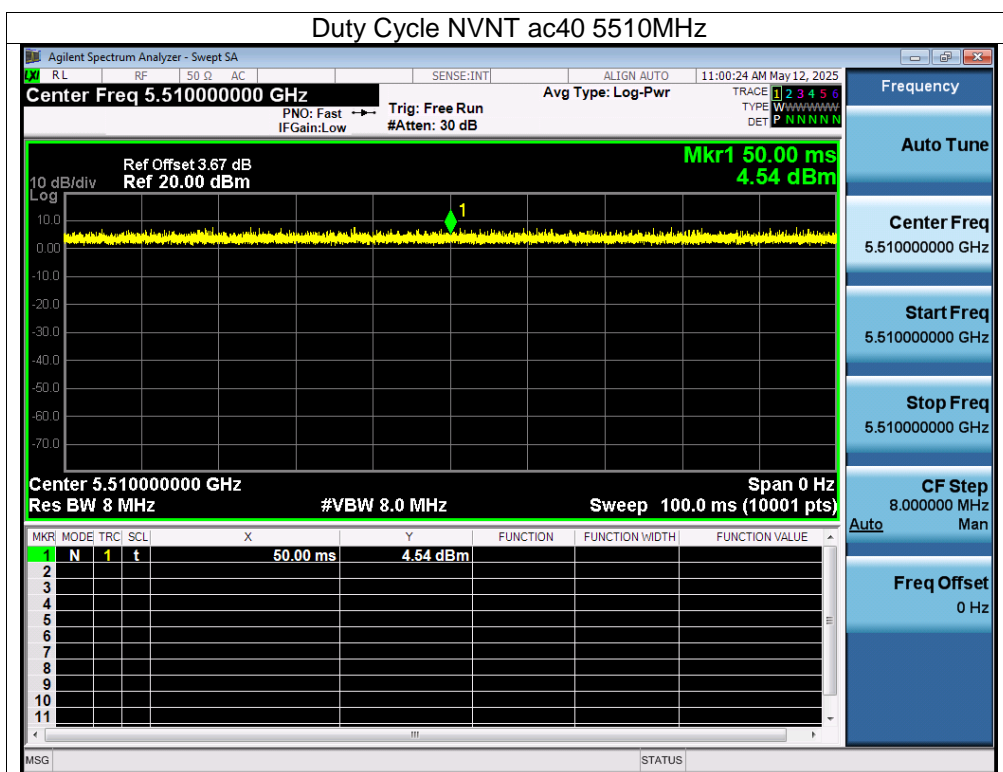 Duty Cycle NVNT ac40 5510MHz
Agilent Spectrum Analyzer - Swept SA
LXI RL RF 50 Ω AC SENSE:INT ALIGN AUTO 11:00:24 AM May 12, 2025
Center Freq 5.510000000 GHz
Avg Type: Log-Pwr
TRACE 1 2 3 4 5 6
PNO: Fast
Trig: Free Run
TYPE WWWWWW
IFGain:Low
#Atten: 30 dB
DET P N N N N N
Mkr1 50.00 ms
4.54 dBm
Ref Offset 3.67 dB
10 dB/div Ref 20.00 dBm
Log
1
10.0
0.00
-10.0
-20.0
-30.0
-40.0
-50.0
-60.0
-70.0
Center 5.510000000 GHz Span 0 Hz
Res BW 8 MHz #VBW 8.0 MHz Sweep 100.0 ms (10001 pts)
MKR MODE TRC SCL X Y FUNCTION FUNCTION WIDTH FUNCTION VALUE
1 N 1 t 50.00 ms 4.54 dBm
2
3
4
5
6
7
8
9
10
11
MSG STATUS
Frequency
Auto Tune
Center Freq
5.510000000 GHz
Start Freq
5.510000000 GHz
Stop Freq
5.510000000 GHz
CF Step
8.000000 MHz
Auto Man
Freq Offset
0 Hz